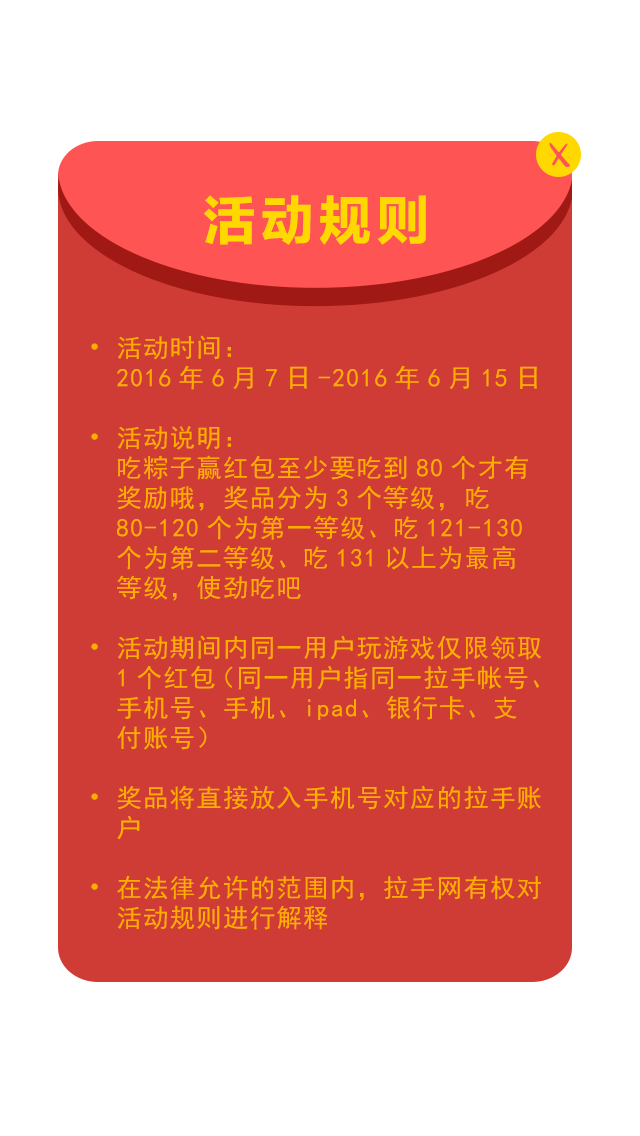 活动规则
X
• 活动时间：
2016 年 6 月 7 日 -2016 年 6 月 15 日
• 活动说明：
吃粽子赢红包至少要吃到 80 个才有
奖励哦，奖品分为 3 个等级，吃
80-120 个为第一等级、吃 121-130
个为第二等级、吃 131 以上为最高
等级，使劲吃吧
• 活动期间内同一用户玩游戏仅限领取
1 个红包（同一用户指同一拉手帐号、
手机号、手机、ipad、银行卡、支
付账号）
• 奖品将直接放入手机号对应的拉手账
户
• 在法律允许的范围内，拉手网有权对
活动规则进行解释